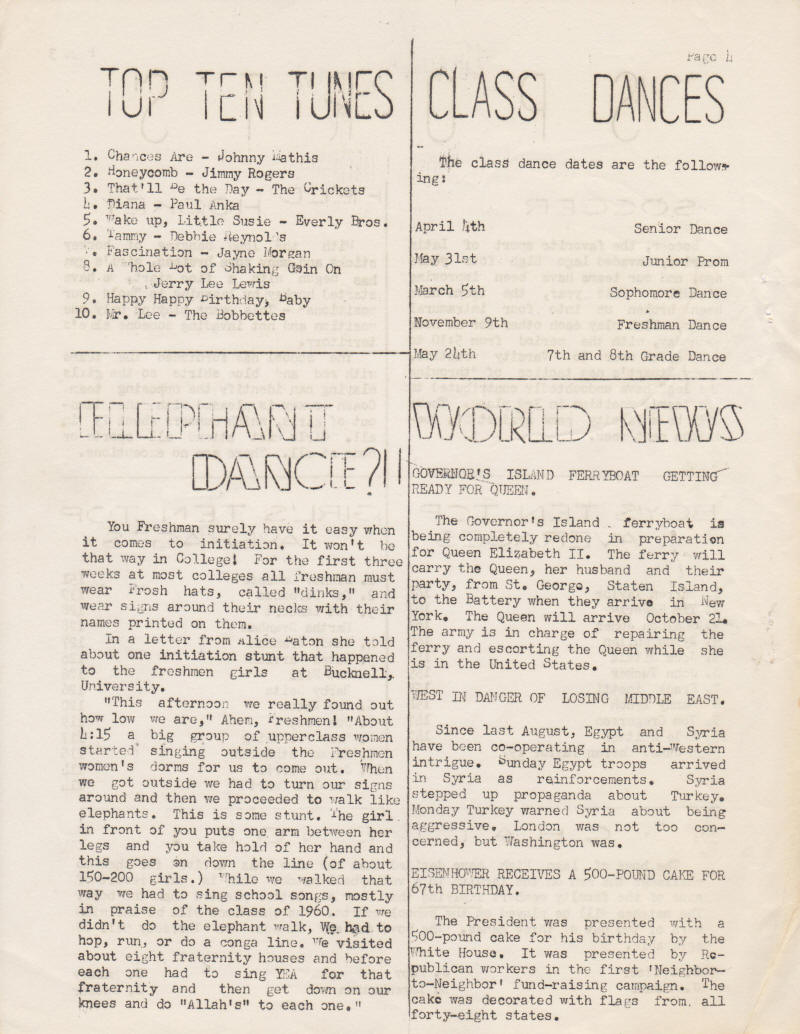 Page 4
TOP TEN TUNES
1. Chances Are - Johnny Mathis
2. Honeycomb - Jimmy Rogers
3. That'll Be the Day - The Crickets
4. Diana - Paul Anka
5. Wake up, Little Susie - Everly Bros.
6. Tammy - Debbie Reynol's
7. Fascination - Jayne Morgan
8. A Whole Lot of Shaking Goin On
Jerry Lee Lewis
9. Happy Happy Birthday, Baby
10. Mr. Lee - The Bobbettes
ELEPHANT
DANCE?!!
You Freshman surely have it easy when
it comes to initiation. It won't be
that way in College! For the first three
weeks at most colleges all freshman must
wear Frosh hats, called "dinks," and
wear signs around their necks with their
names printed on them.
In a letter from Alice Eaton she told
about one initiation stunt that happened
to the freshmen girls at Bucknell,
University.
"This afternoon we really found out
how low we are," Ahem, Freshmen! "About
4:15 a big group of upperclass women
started singing outside the Freshmen
women's dorms for us to come out. When
we got outside we had to turn our signs
around and then we proceeded to walk like
elephants. This is some stunt. The girl
in front of you puts one arm between her
legs and you take hold of her hand and
this goes on down the line (of about
150-200 girls.) While we walked that
way we had to sing school songs, mostly
in praise of the class of 1960. If we
didn't do the elephant walk, We had to
hop, run, or do a conga line. We visited
about eight fraternity houses and before
each one had to sing YEA for that
fraternity and then get down on our
knees and do "Allah's" to each one."
CLASS DANCES
The class dance dates are the follow-
ing:
April 4th Senior Dance
May 31st Junior Prom
March 5th Sophomore Dance
November 9th Freshman Dance
May 24th 7th and 8th Grade Dance
WORLD NEWS
GOVERNOR'S ISLAND FERRYBOAT GETTING
READY FOR QUEEN.
The Governor's Island . ferryboat is
being completely redone in preparation
for Queen Elizabeth II. The ferry will
carry the Queen, her husband and their
party, from St. George, Staten Island,
to the Battery when they arrive in New
York. The Queen will arrive October 21.
The army is in charge of repairing the
ferry and escorting the Queen while she
is in the United States.
WEST IN DANGER OF LOSING MIDDLE EAST.
Since last August, Egypt and Syria
have been co-operating in anti-Western
intrigue. Sunday Egypt troops arrived
in Syria as reinforcements. Syria
stepped up propaganda about Turkey.
Monday Turkey warned Syria about being
aggressive. London was not too con-
cerned, but Washington was.
EISENHOWER RECEIVES A 500-POUND CAKE FOR
67th BIRTHDAY.
The President was presented with a
500-pound cake for his birthday by the
White House. It was presented by Re-
publican workers in the first 'Neighbor-
to-Neighbor' fund-raising campaign. The
cake was decorated with flags from. all
forty-eight states.